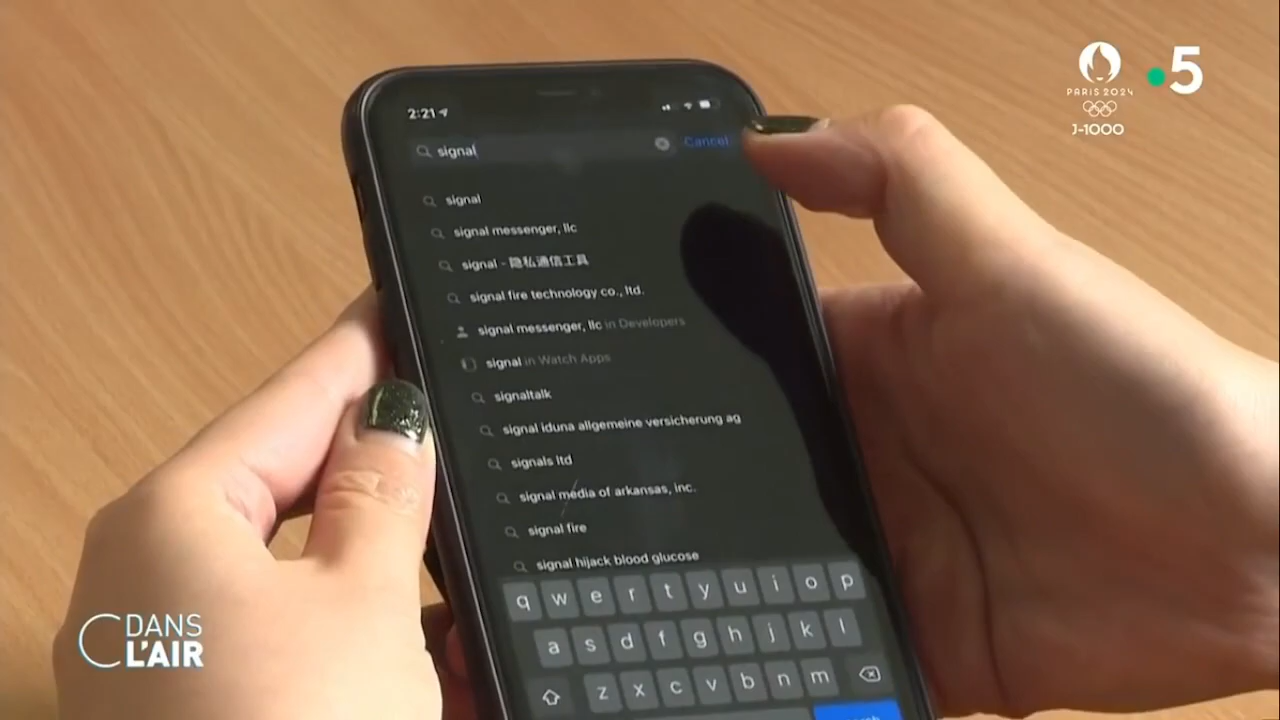 PARIS 2024
J-1000
5
2:21
signal
Cancel
signal
signal messenger, llc
signal - 隐私通信工具
signal fire technology co., ltd.
signal messenger, llc in Developers
signal in Watch Apps
signaltalk
signal iduna allgemeine versicherung ag
signals ltd
signal media of arkansas, inc.
signal fire
signal hijack blood glucose
q w e r t y u i o p
a s d f g h j k l
z x c v b n m
C DANS
L'AIR